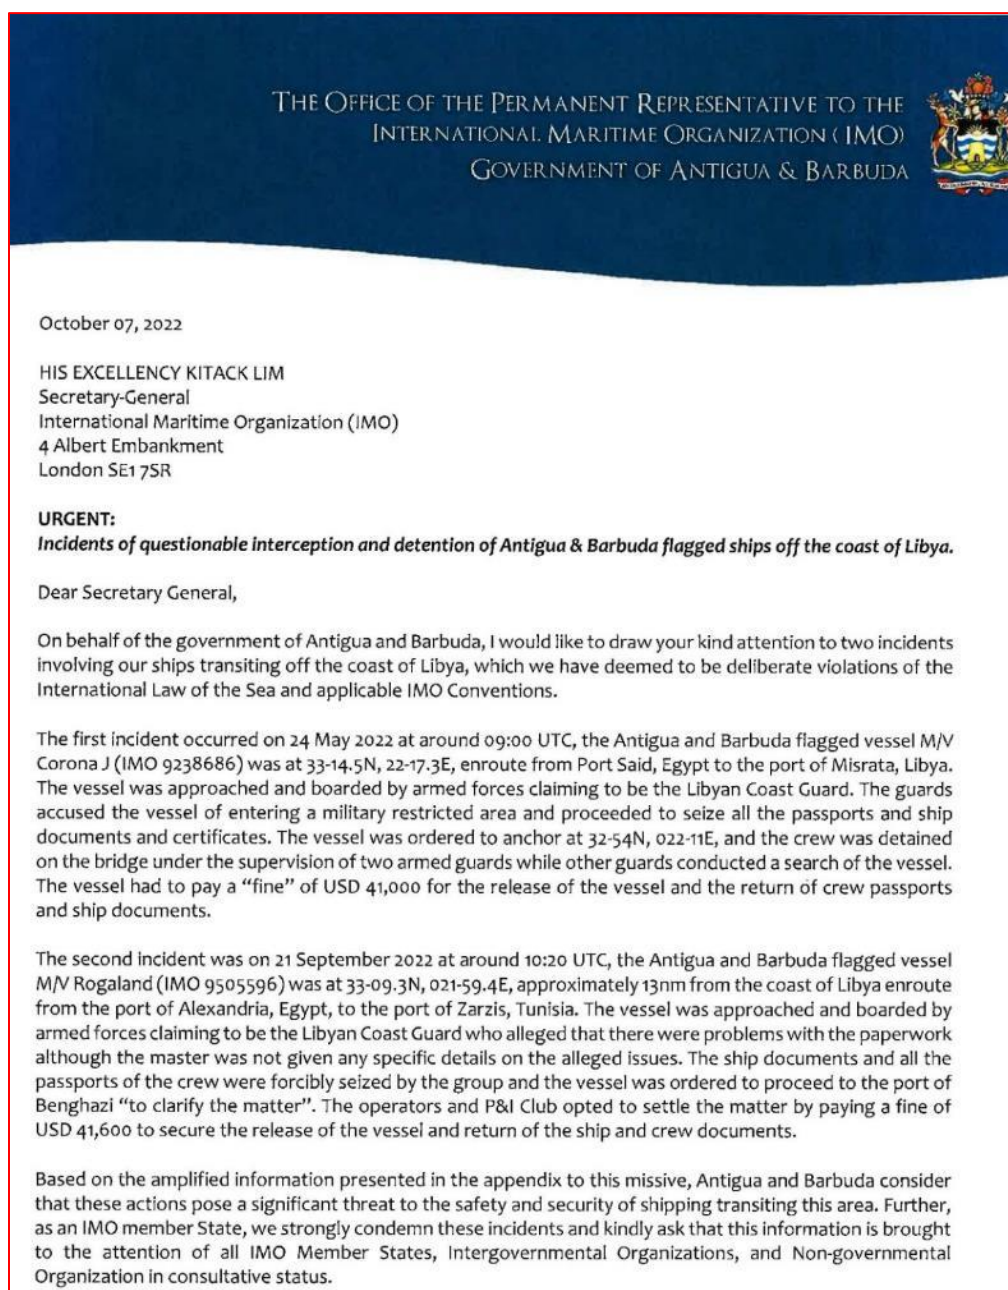 THE OFFICE OF THE PERMANENT REPRESENTATIVE TO THE
INTERNATIONAL MARITIME ORGANIZATION (IMO)
GOVERNMENT OF ANTIGUA & BARBUDA
October 07, 2022
HIS EXCELLENCY KITACK LIM
Secretary-General
International Maritime Organization (IMO)
4 Albert Embankment
London SE1 7SR
URGENT:
Incidents of questionable interception and detention of Antigua & Barbuda flagged ships off the coast of Libya.
Dear Secretary General,
On behalf of the government of Antigua and Barbuda, I would like to draw your kind attention to two incidents
involving our ships transiting off the coast of Libya, which we have deemed to be deliberate violations of the
International Law of the Sea and applicable IMO Conventions.
The first incident occurred on 24 May 2022 at around 09:00 UTC, the Antigua and Barbuda flagged vessel M/V
Corona J (IMO 9238686) was at 33-14.5N, 22-17.3E, enroute from Port Said, Egypt to the port of Misrata, Libya.
The vessel was approached and boarded by armed forces claiming to be the Libyan Coast Guard. The guards
accused the vessel of entering a military restricted area and proceeded to seize all the passports and ship
documents and certificates. The vessel was ordered to anchor at 32-54N, 022-11E, and the crew was detained
on the bridge under the supervision of two armed guards while other guards conducted a search of the vessel.
The vessel had to pay a “fine” of USD 41,000 for the release of the vessel and the return of crew passports
and ship documents.
The second incident was on 21 September 2022 at around 10:20 UTC, the Antigua and Barbuda flagged vessel
M/V Rogaland (IMO 9505596) was at 33-09.3N, 021-59.4E, approximately 13nm from the coast of Libya enroute
from the port of Alexandria, Egypt, to the port of Zarzis, Tunisia. The vessel was approached and boarded by
armed forces claiming to be the Libyan Coast Guard who alleged that there were problems with the paperwork
although the master was not given any specific details on the alleged issues. The ship documents and all the
passports of the crew were forcibly seized by the group and the vessel was ordered to proceed to the port of
Benghazi “to clarify the matter”. The operators and P&I Club opted to settle the matter by paying a fine of
USD 41,600 to secure the release of the vessel and return of the ship and crew documents.
Based on the amplified information presented in the appendix to this missive, Antigua and Barbuda consider
that these actions pose a significant threat to the safety and security of shipping transiting this area. Further,
as an IMO member State, we strongly condemn these incidents and kindly ask that this information is brought
to the attention of all IMO Member States, Intergovernmental Organizations, and Non-governmental
Organization in consultative status.